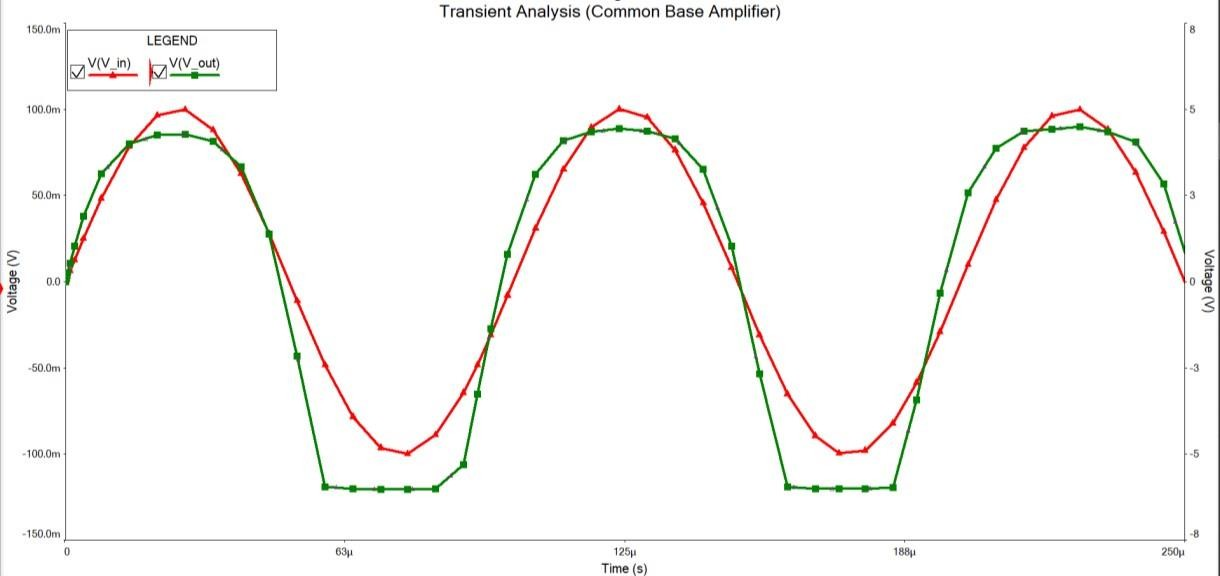 Transient Analysis (Common Base Amplifier)
LEGEND
V(V_in) V(V_out)
150.0m
100.0m
50.0m
0.0
-50.0m
-100.0m
-150.0m
Voltage (V)
8
5
3
0
-3
-5
-8
Voltage (V)
0 63µ 125µ 188µ 250µ
Time (s)